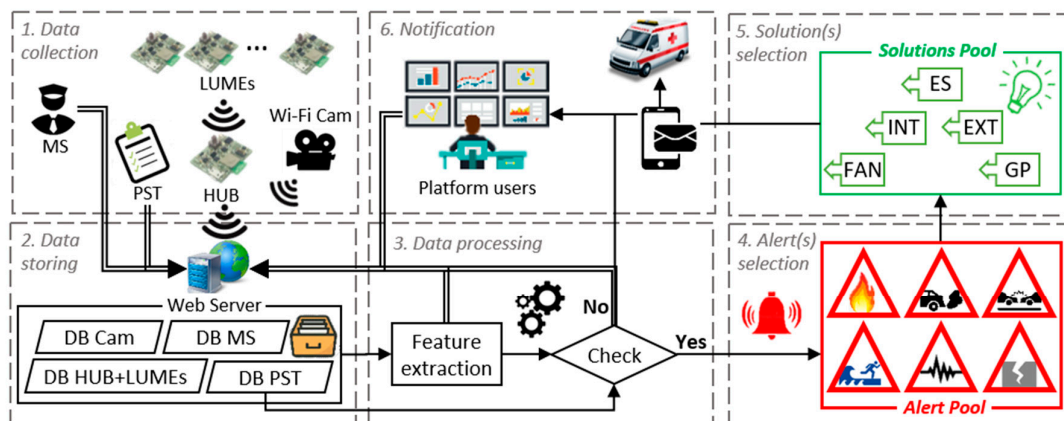 1. Data
collection
...
LUMEs
MS
PST
HUB
Wi-Fi Cam
6. Notification
Platform users
5. Solution(s)
selection
Solutions Pool
ES
INT
EXT
FAN
GP
2. Data
storing
Web Server
DB Cam
DB MS
DB HUB+LUMEs
DB PST
3. Data processing
Feature
extraction
No
Check
Yes
4. Alert(s)
selection
Alert Pool